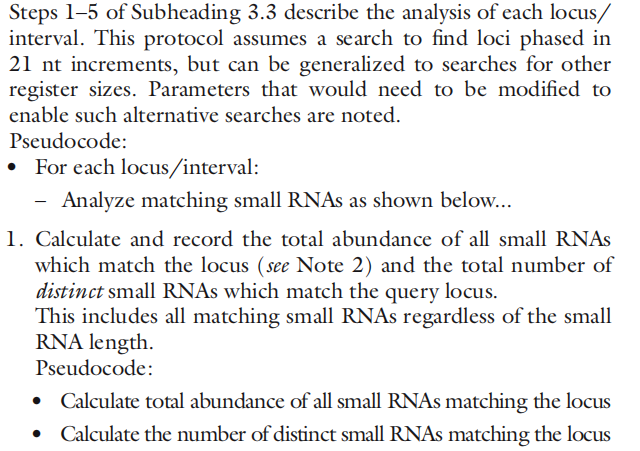 Steps 1–5 of Subheading 3.3 describe the analysis of each locus/
interval. This protocol assumes a search to find loci phased in
21 nt increments, but can be generalized to searches for other
register sizes. Parameters that would need to be modified to
enable such alternative searches are noted.
Pseudocode:
• For each locus/interval:
– Analyze matching small RNAs as shown below...
1. Calculate and record the total abundance of all small RNAs
which match the locus (see Note 2) and the total number of
distinct small RNAs which match the query locus.
This includes all matching small RNAs regardless of the small
RNA length.
Pseudocode:
• Calculate total abundance of all small RNAs matching the locus
• Calculate the number of distinct small RNAs matching the locus